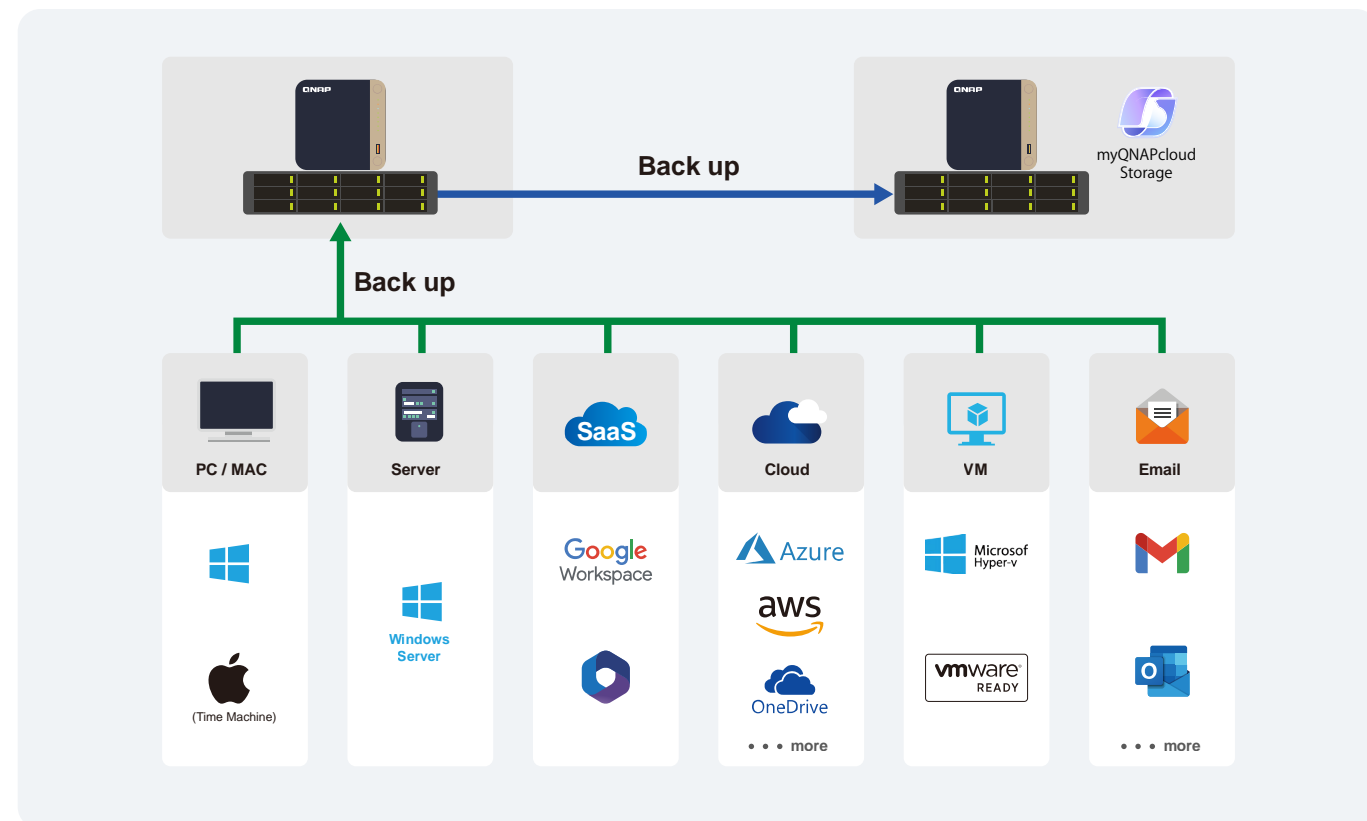 QNAP
QNAP
myQNAPcloud
Storage
Back up
Back up
PC / MAC
Server
SaaS
Cloud
VM
Email
Google
Workspace
Azure
Microsof
Hyper-v
aws
Windows
Server
vmware®
READY
O
OneDrive
(Time Machine)
• • • more
• • • more